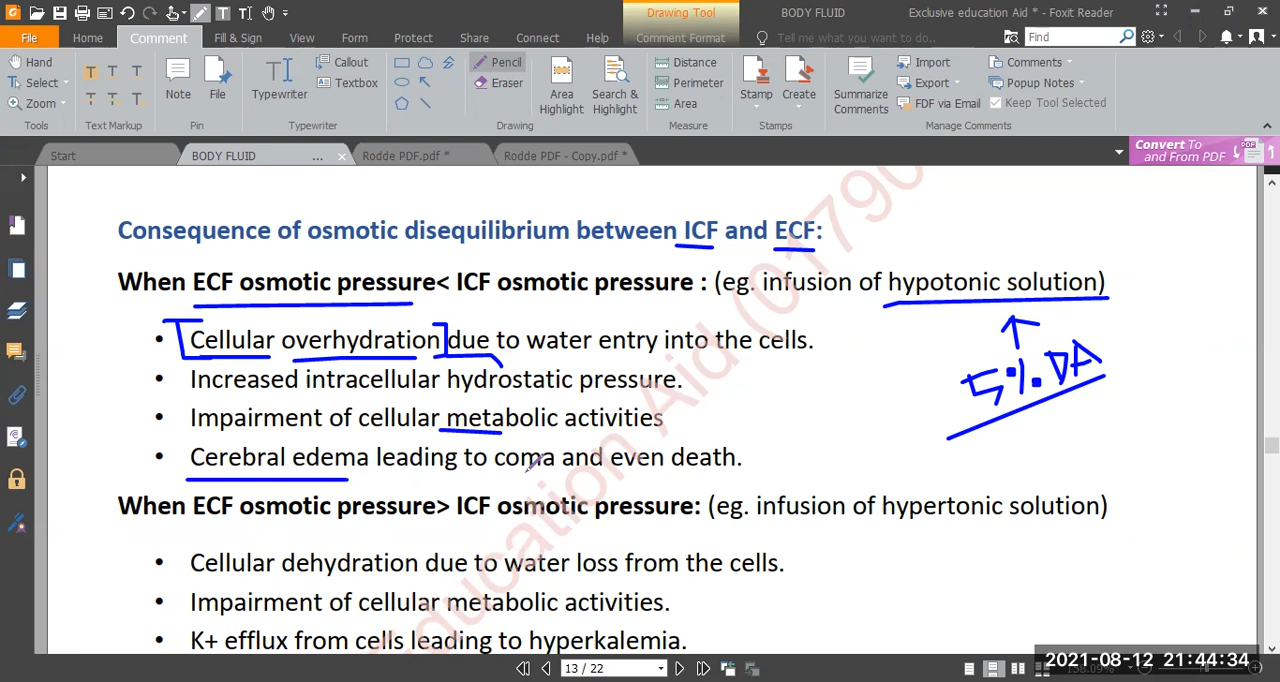 BODY FLUID
Exclusive education Aid * - Foxit Reader
Drawing Tool
File
Home
Comment
Fill & Sign
View
Form
Protect
Share
Connect
Help
Comment Format
Tell me what you want to do..
Find
Hand
Select
Zoom
Tools
Text Markup
Note
File
Pin
Typewriter
Callout
Textbox
Typewriter
Pencil
Eraser
Drawing
Area Highlight
Search & Highlight
Distance
Perimeter
Area
Measure
Stamp
Create
Stamps
Summarize Comments
Import
Export
FDF via Email
Comments
Popup Notes
Keep Tool Selected
Manage Comments
Start
BODY FLUID ...
Rodde PDF.pdf *
Rodde PDF - Copy.pdf *
Convert To
and From PDF
Consequence of osmotic disequilibrium between ICF and ECF:
When ECF osmotic pressure< ICF osmotic pressure : (eg. infusion of hypotonic solution)
• Cellular overhydration due to water entry into the cells.
• Increased intracellular hydrostatic pressure.
5% DA
• Impairment of cellular metabolic activities
• Cerebral edema leading to coma and even death.
When ECF osmotic pressure> ICF osmotic pressure: (eg. infusion of hypertonic solution)
• Cellular dehydration due to water loss from the cells.
• Impairment of cellular metabolic activities.
• K+ efflux from cells leading to hyperkalemia.
Education Aid (01790
13 / 22
2021-08-12 21:44:34